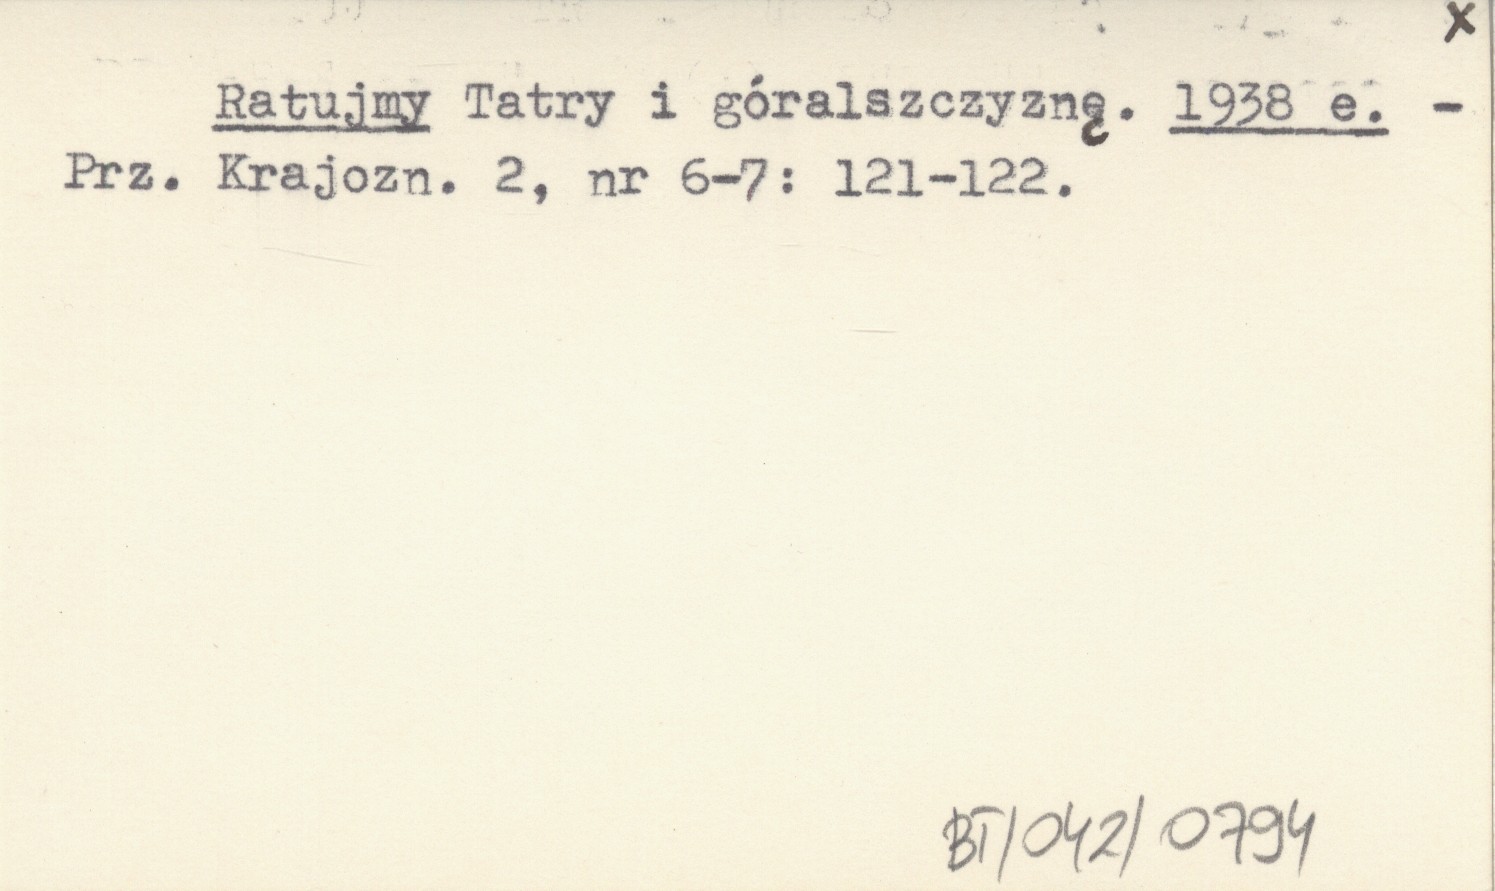 x
Ratujmy Tatry i góralszczyznę. 1938 e. -
Prz. Krajozn. 2, nr 6-7: 121-122.
BT/042/0794